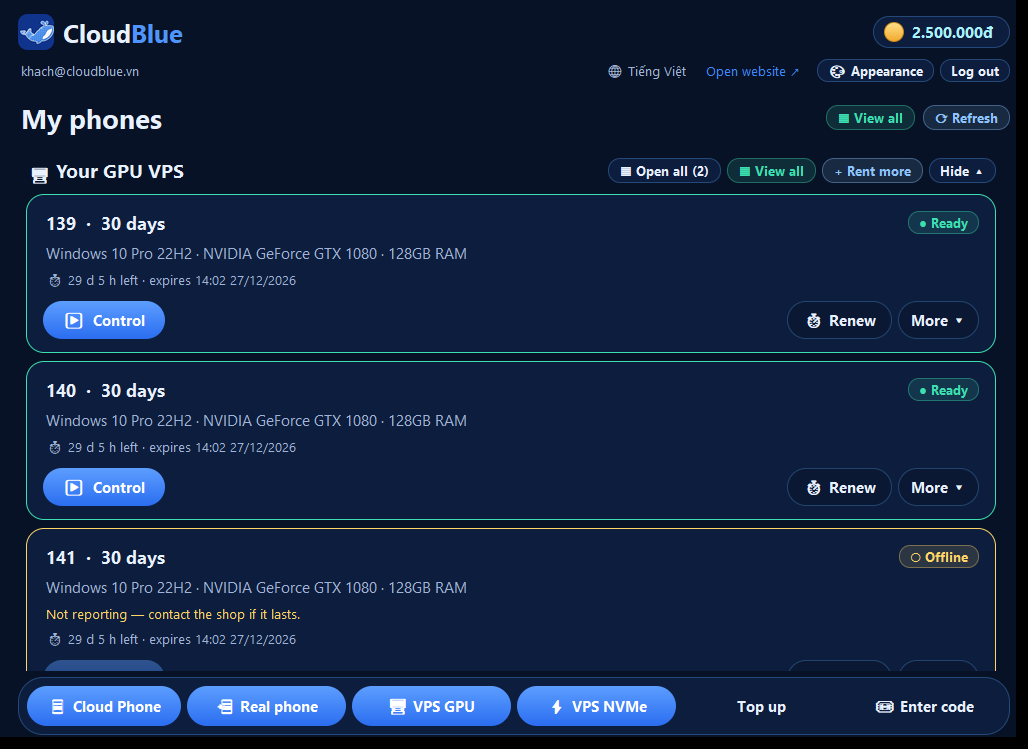 CloudBlue
2.500.000đ
khach@cloudblue.vn
Tiếng Việt
Open website ↗
Appearance
Log out
My phones
View all
Refresh
Your GPU VPS
Open all (2)
View all
+ Rent more
Hide ▲
139 · 30 days
● Ready
Windows 10 Pro 22H2 · NVIDIA GeForce GTX 1080 · 128GB RAM
29 d 5 h left · expires 14:02 27/12/2026
Control
Renew
More ▼
140 · 30 days
● Ready
Windows 10 Pro 22H2 · NVIDIA GeForce GTX 1080 · 128GB RAM
29 d 5 h left · expires 14:02 27/12/2026
Control
Renew
More ▼
141 · 30 days
○ Offline
Windows 10 Pro 22H2 · NVIDIA GeForce GTX 1080 · 128GB RAM
Not reporting — contact the shop if it lasts.
29 d 5 h left · expires 14:02 27/12/2026
Cloud Phone
Real phone
VPS GPU
VPS NVMe
Top up
Enter code